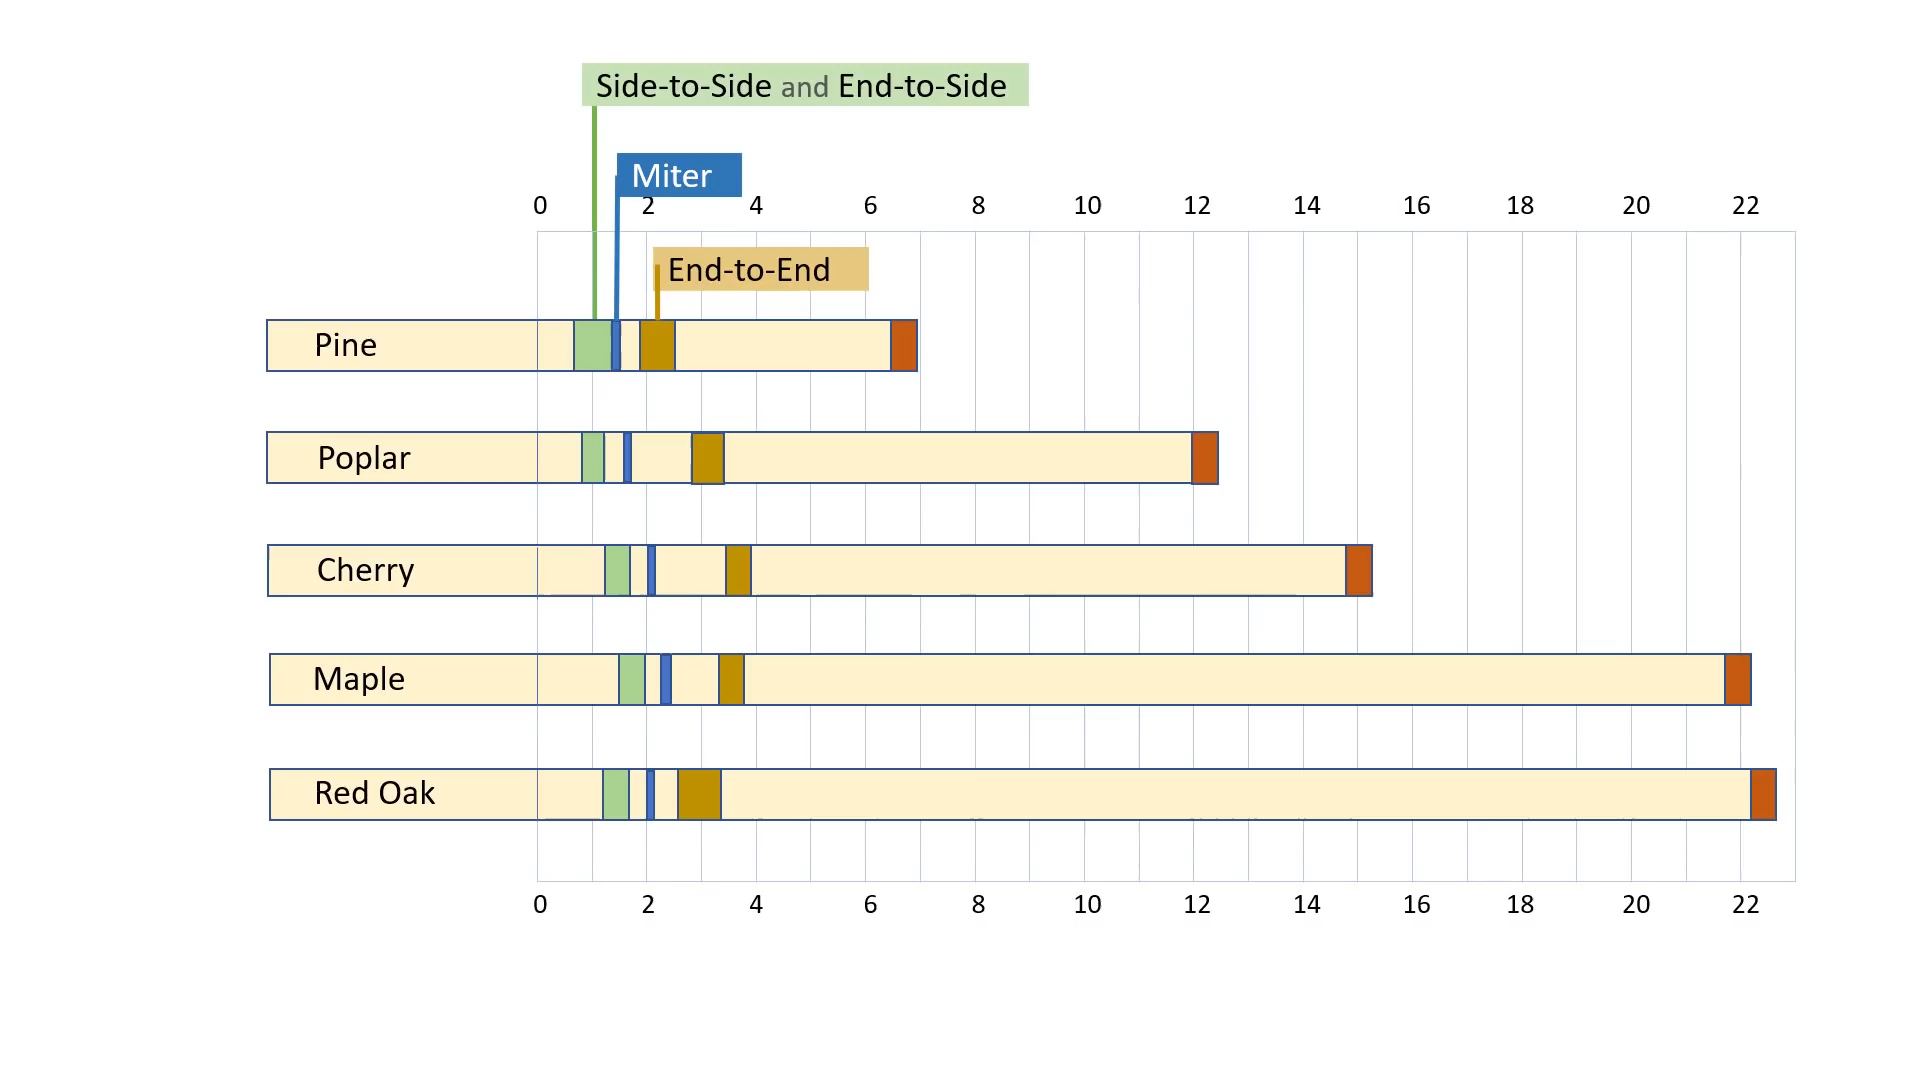 Side-to-Side and End-to-Side
Miter
0 2 4 6 8 10 12 14 16 18 20 22
End-to-End
Pine
Poplar
Cherry
Maple
Red Oak
0 2 4 6 8 10 12 14 16 18 20 22